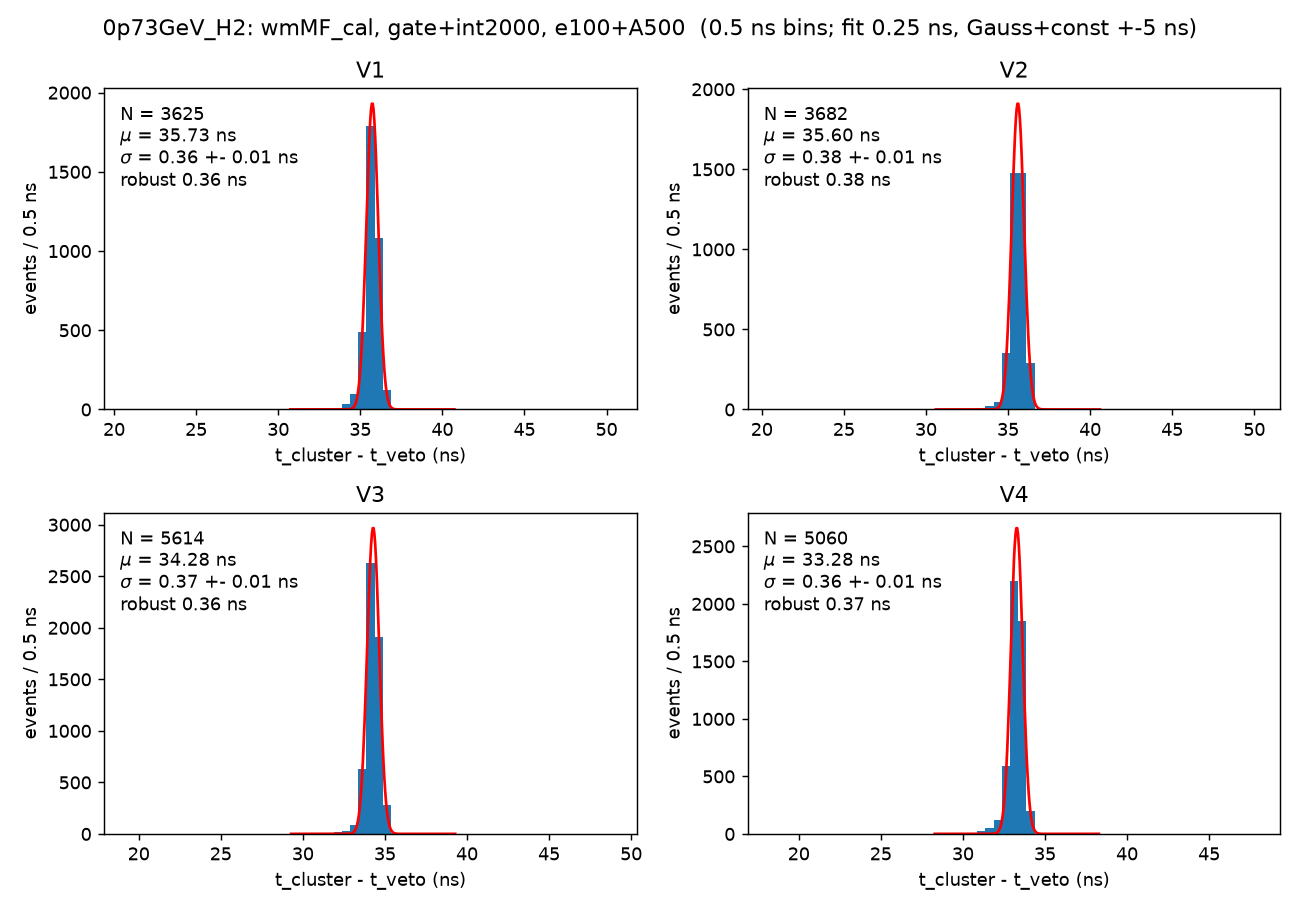 0p73GeV_H2: wmMF_cal, gate+int2000, e100+A500  (0.5 ns bins; fit 0.25 ns, Gauss+const +-5 ns)
V1
N = 3625
μ = 35.73 ns
σ = 0.36 +- 0.01 ns
robust 0.36 ns
events / 0.5 ns
2000
1500
1000
500
0
20 25 30 35 40 45 50
t_cluster - t_veto (ns)
V2
N = 3682
μ = 35.60 ns
σ = 0.38 +- 0.01 ns
robust 0.38 ns
events / 0.5 ns
2000
1500
1000
500
0
20 25 30 35 40 45 50
t_cluster - t_veto (ns)
V3
N = 5614
μ = 34.28 ns
σ = 0.37 +- 0.01 ns
robust 0.36 ns
events / 0.5 ns
3000
2500
2000
1500
1000
500
0
20 25 30 35 40 45 50
t_cluster - t_veto (ns)
V4
N = 5060
μ = 33.28 ns
σ = 0.36 +- 0.01 ns
robust 0.37 ns
events / 0.5 ns
2500
2000
1500
1000
500
0
20 25 30 35 40 45
t_cluster - t_veto (ns)